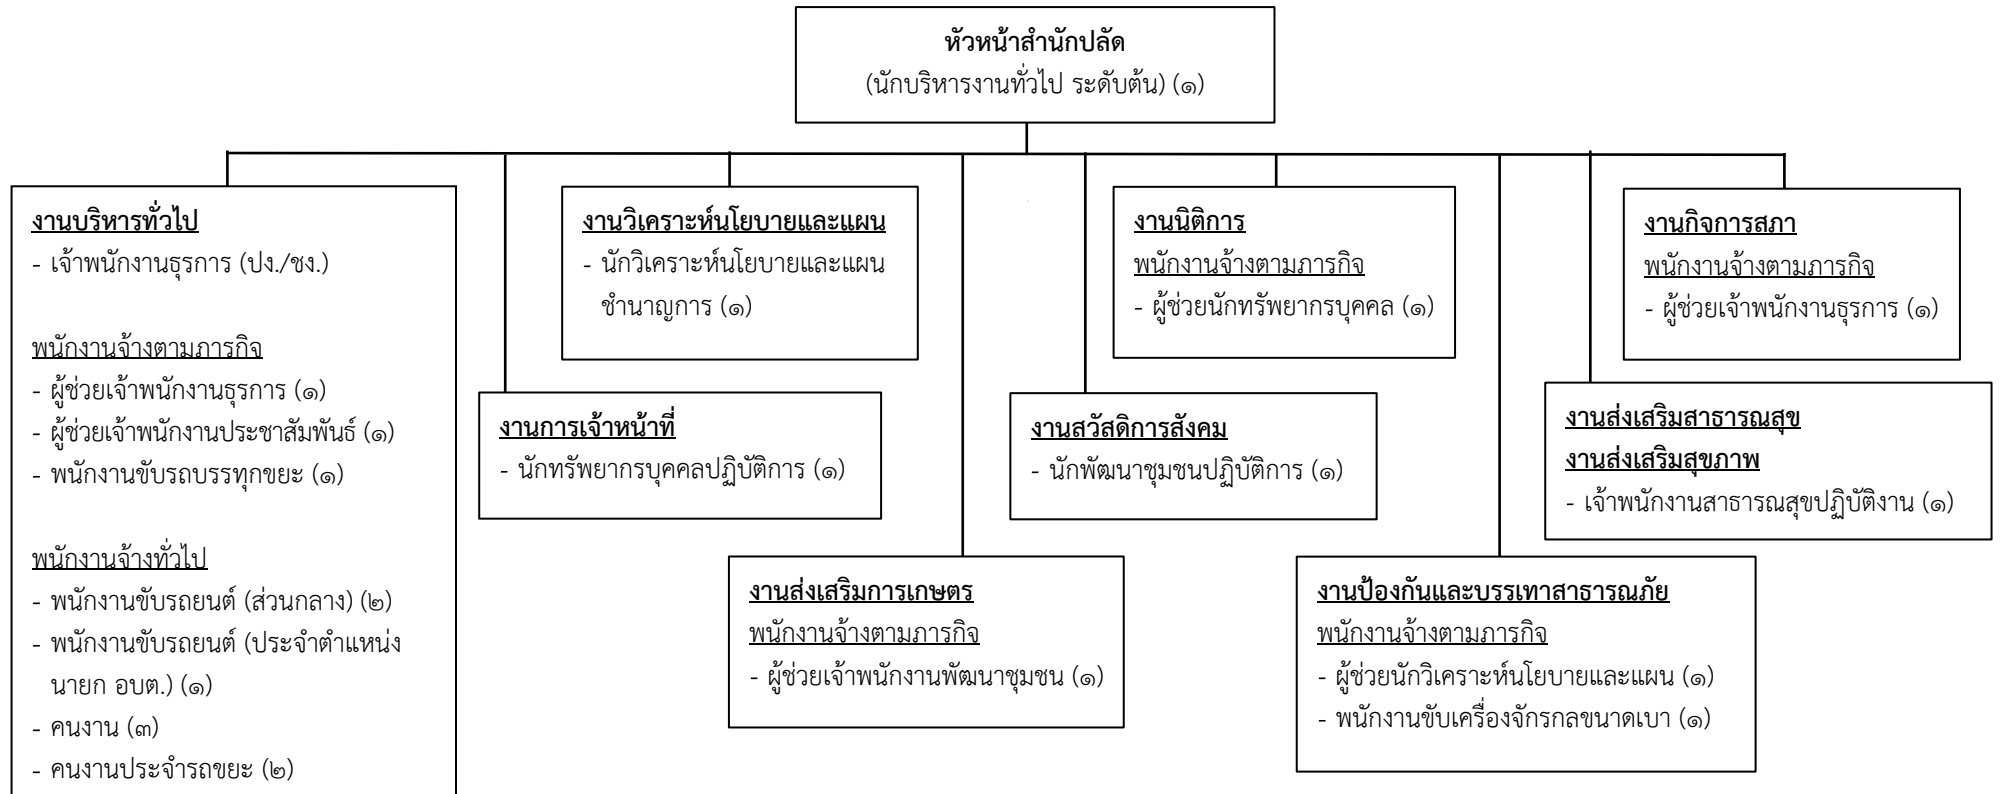 หัวหน้าสำนักปลัด
(นักบริหารงานทั่วไป ระดับต้น) (๑)
งานบริหารทั่วไป
- เจ้าพนักงานธุรการ (ปง./ชง.)
พนักงานจ้างตามภารกิจ
- ผู้ช่วยเจ้าพนักงานธุรการ (๑)
- ผู้ช่วยเจ้าพนักงานประชาสัมพันธ์ (๑)
- พนักงานขับรถบรรทุกขยะ (๑)
พนักงานจ้างทั่วไป
- พนักงานขับรถยนต์ (ส่วนกลาง) (๒)
- พนักงานขับรถยนต์ (ประจำตำแหน่ง
นายก อบต.) (๑)
- คนงาน (๓)
- คนงานประจำรถขยะ (๒)
งานวิเคราะห์นโยบายและแผน
- นักวิเคราะห์นโยบายและแผน
ชำนาญการ (๑)
งานนิติการ
พนักงานจ้างตามภารกิจ
- ผู้ช่วยนักทรัพยากรบุคคล (๑)
งานกิจการสภา
พนักงานจ้างตามภารกิจ
- ผู้ช่วยเจ้าพนักงานธุรการ (๑)
งานการเจ้าหน้าที่
- นักทรัพยากรบุคคลปฏิบัติการ (๑)
งานสวัสดิการสังคม
- นักพัฒนาชุมชนปฏิบัติการ (๑)
งานส่งเสริมสาธารณสุข
งานส่งเสริมสุขภาพ
- เจ้าพนักงานสาธารณสุขปฏิบัติงาน (๑)
งานส่งเสริมการเกษตร
พนักงานจ้างตามภารกิจ
- ผู้ช่วยเจ้าพนักงานพัฒนาชุมชน (๑)
งานป้องกันและบรรเทาสาธารณภัย
พนักงานจ้างตามภารกิจ
- ผู้ช่วยนักวิเคราะห์นโยบายและแผน (๑)
- พนักงานขับเครื่องจักรกลขนาดเบา (๑)